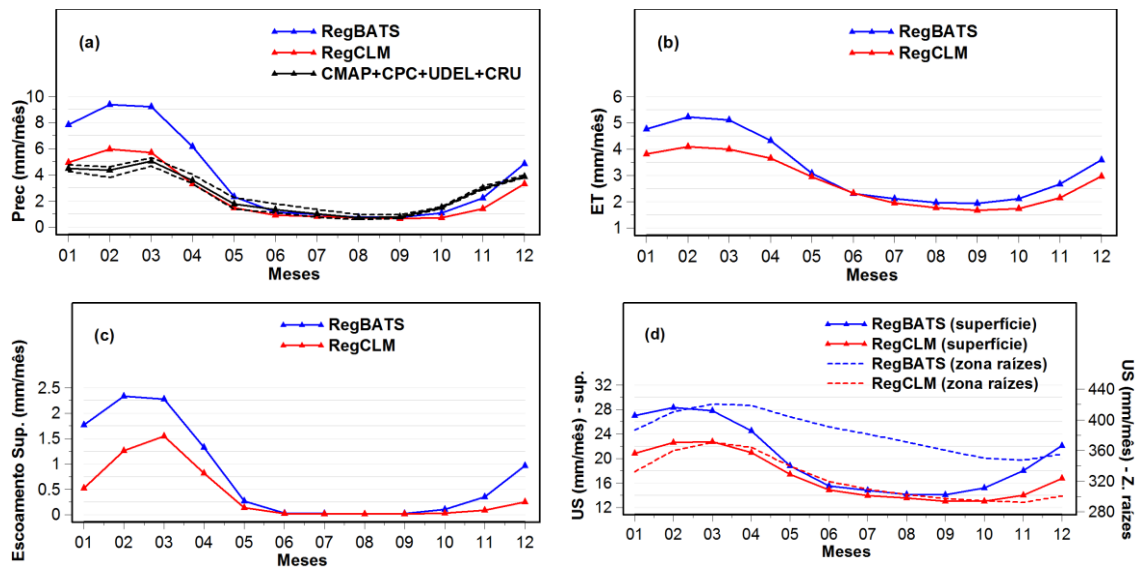 (a)
RegBATS
RegCLM
CMAP+CPC+UDEL+CRU
Prec (mm/mês)
10
8
6
4
2
0
01 02 03 04 05 06 07 08 09 10 11 12
Meses
(b)
RegBATS
RegCLM
ET (mm/mês)
6
5
4
3
2
1
01 02 03 04 05 06 07 08 09 10 11 12
Meses
(c)
RegBATS
RegCLM
Escoamento Sup. (mm/mês)
2.5
2
1.5
1
0.5
0
01 02 03 04 05 06 07 08 09 10 11 12
Meses
(d)
RegBATS (superfície)
RegCLM (superfície)
RegBATS (zona raízes)
RegCLM (zona raízes)
US (mm/mês) - sup.
32
28
24
20
16
12
440
400
360
320
280
US (mm/mês) - Z. raízes
01 02 03 04 05 06 07 08 09 10 11 12
Meses